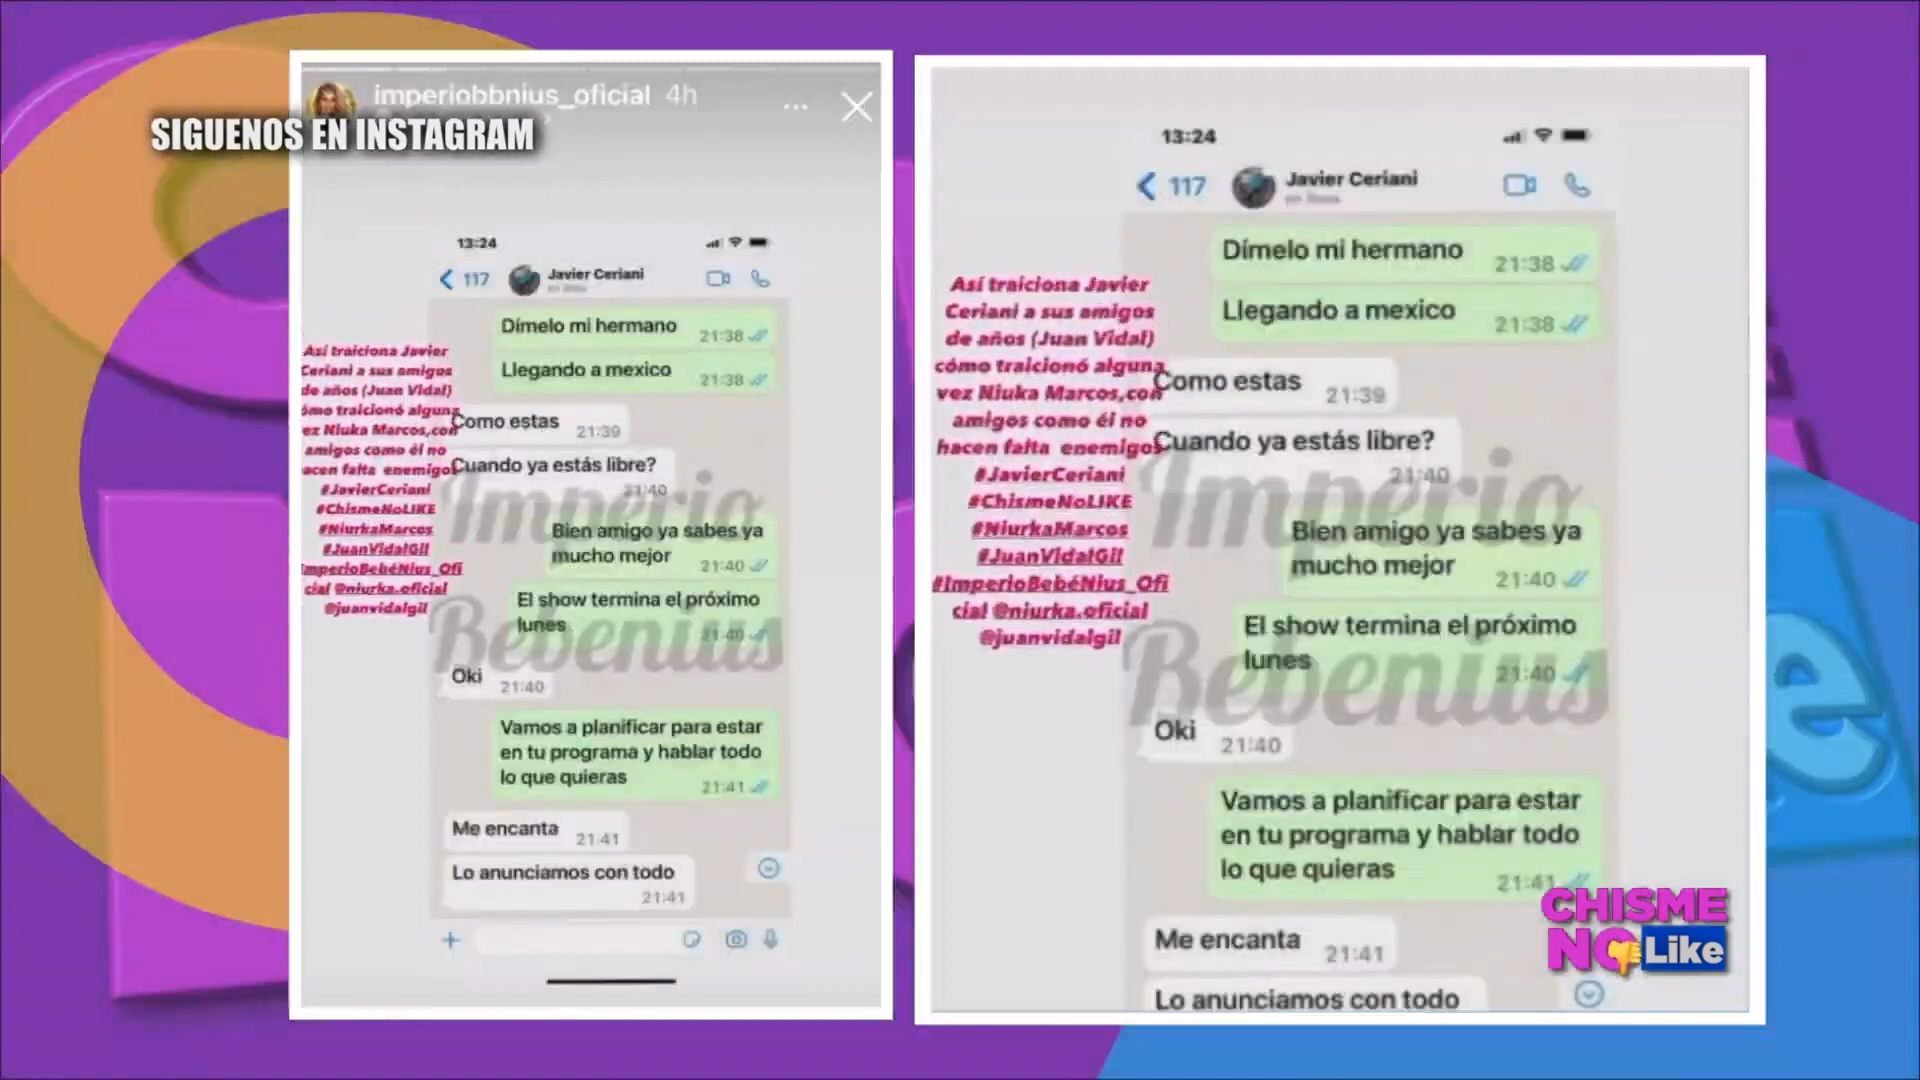 imperiobbnius_oficial 4h
SIGUENOS EN INSTAGRAM
13:24
117
Javier Ceriani
Dímelo mi hermano
21:38
Llegando a mexico
21:38
Así traiciona Javier
Ceriani a sus amigos
de años (Juan Vidal)
ómo traicionó alguna
ez Niuka Marcos,con
amigos como él no
acen falta enemigos
#JavierCeriani
#ChismeNoLIKE
#NiurkaMarcos
#JuanVidalGil
ImperioBebéNius_Ofi
cial @niurka.oficial
@juanvidalgil
Como estas
21:39
Cuando ya estás libre?
21:40
Imperio
Bebenius
Bien amigo ya sabes ya
mucho mejor
21:40
El show termina el próximo
lunes
21:40
Oki
21:40
Vamos a planificar para estar
en tu programa y hablar todo
lo que quieras
21:41
Me encanta
21:41
Lo anunciamos con todo
21:41
13:24
117
Javier Ceriani
Dímelo mi hermano
21:38
Llegando a mexico
21:38
Así traiciona Javier
Ceriani a sus amigos
de años (Juan Vidal)
cómo traicionó alguna
vez Niuka Marcos,con
amigos como él no
hacen falta enemigos
#JavierCeriani
#ChismeNoLIKE
#NiurkaMarcos
#JuanVidalGil
#ImperioBebéNius_Ofi
cial @niurka.oficial
@juanvidalgil
Como estas
21:39
Cuando ya estás libre?
21:40
Imperio
Bebenius
Bien amigo ya sabes ya
mucho mejor
21:40
El show termina el próximo
lunes
21:40
Oki
21:40
Vamos a planificar para estar
en tu programa y hablar todo
lo que quieras
21:41
Me encanta
21:41
Lo anunciamos con todo
CHISME
NO Like